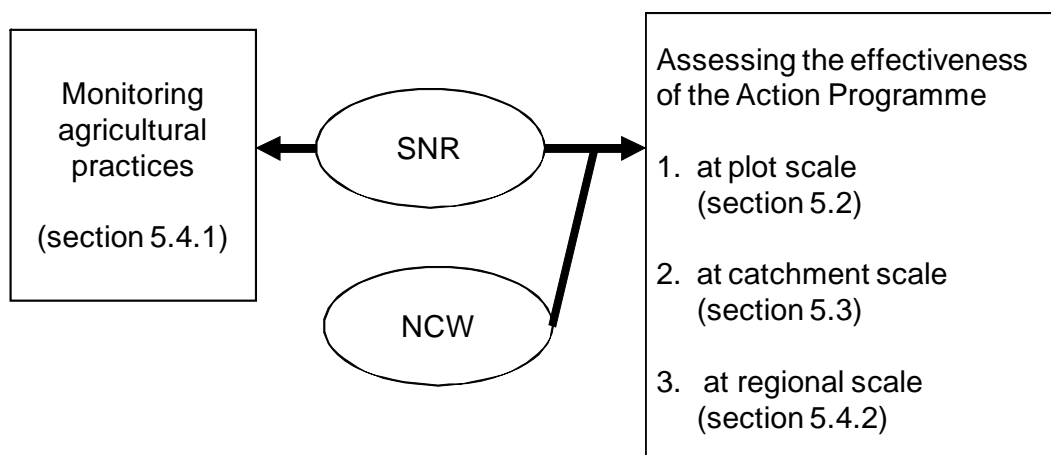 Monitoring
agricultural
practices
(section 5.4.1)
SNR
NCW
Assessing the effectiveness
of the Action Programme
1. at plot scale
(section 5.2)
2. at catchment scale
(section 5.3)
3. at regional scale
(section 5.4.2)